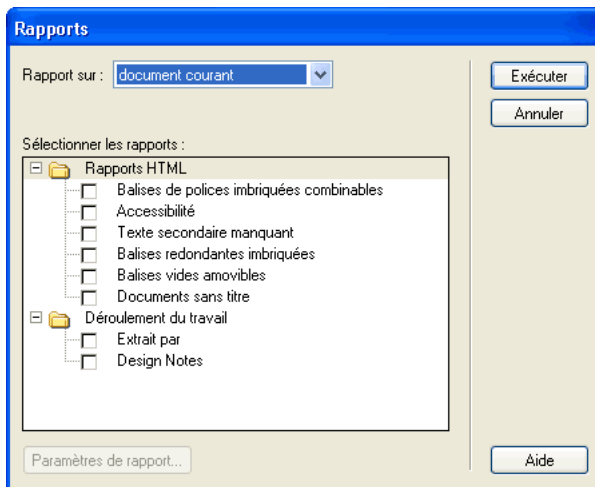 Rapports
Rapport sur : document courant
Exécuter
Annuler
Sélectionner les rapports :
Rapports HTML
Balises de polices imbriquées combinables
Accessibilité
Texte secondaire manquant
Balises redondantes imbriquées
Balises vides amovibles
Documents sans titre
Déroulement du travail
Extrait par
Design Notes
Paramètres de rapport...
Aide